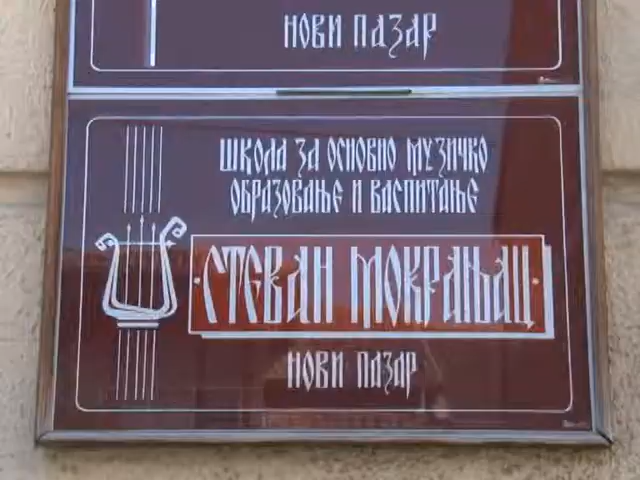 НОВИ ПАЗАР
ШКОЛА ЗА ОСНОВНО МУЗИЧКО
ОБРАЗОВАЊЕ И ВАСПИТАЊЕ
·СТЕВАН МОКРАЊАЦ·
НОВИ ПАЗАР